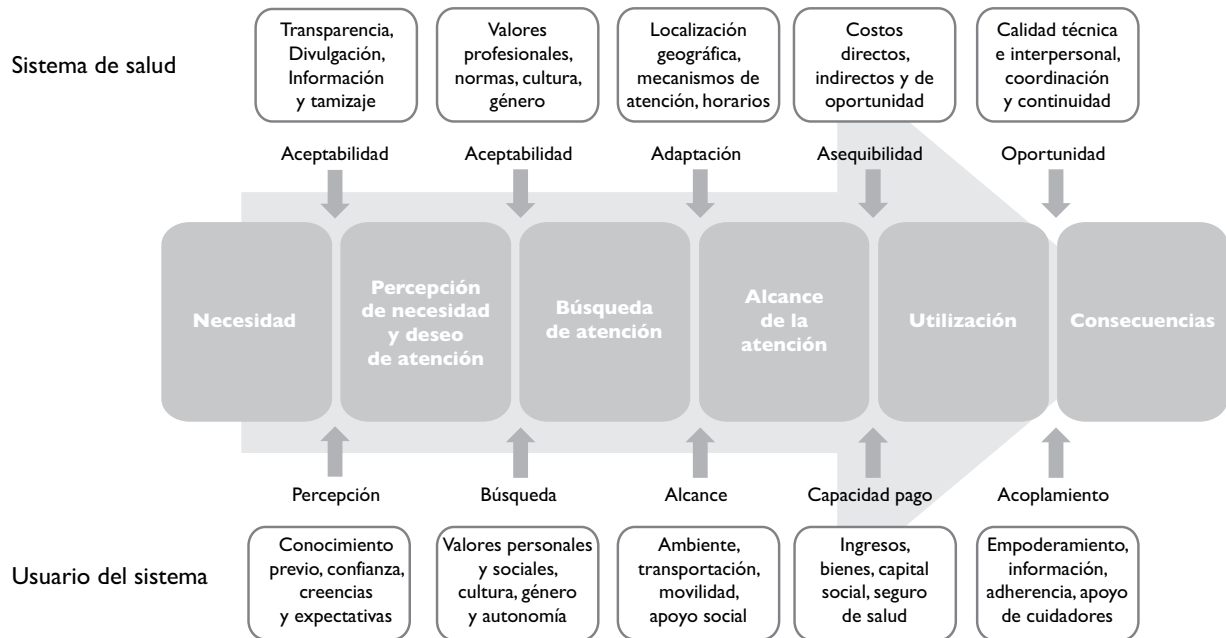 Sistema de salud
Transparencia,
Divulgación,
Información
y tamizaje
Valores
profesionales,
normas, cultura,
género
Localización
geográfica,
mecanismos de
atención, horarios
Costos
directos,
indirectos y de
oportunidad
Calidad técnica
e interpersonal,
coordinación
y continuidad
Aceptabilidad
Aceptabilidad
Adaptación
Asequibilidad
Oportunidad
Necesidad
Percepción
de necesidad
y deseo
de atención
Búsqueda
de atención
Alcance
de la
atención
Utilización
Consecuencias
Percepción
Búsqueda
Alcance
Capacidad pago
Acoplamiento
Usuario del sistema
Conocimiento
previo, confianza,
creencias
y expectativas
Valores personales
y sociales,
cultura, género
y autonomía
Ambiente,
transportación,
movilidad,
apoyo social
Ingresos,
bienes, capital
social, seguro
de salud
Empoderamiento,
información,
adherencia, apoyo
de cuidadores